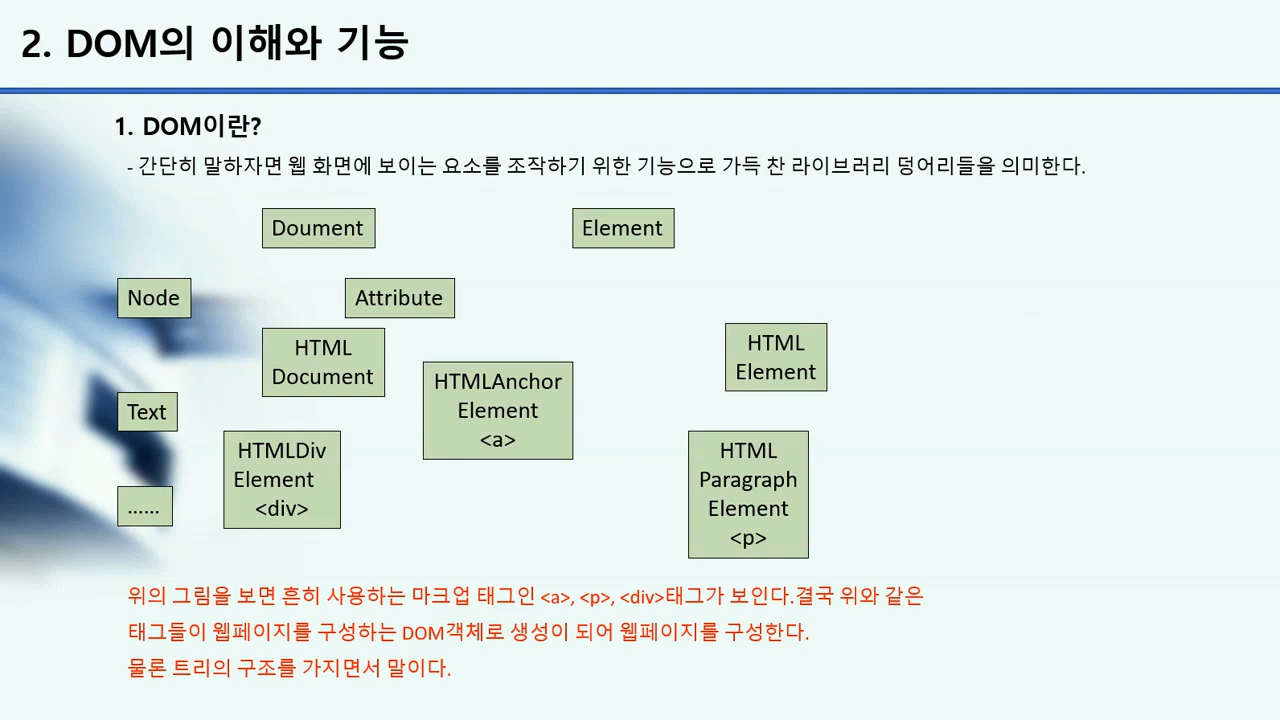 2. DOM의 이해와 기능
1. DOM이란?
- 간단히 말하자면 웹 화면에 보이는 요소를 조작하기 위한 기능으로 가득 찬 라이브러리 덩어리들을 의미한다.
Doument
Element
Node
Attribute
HTML
Document
HTMLAnchor
Element
<a>
HTML
Element
Text
HTMLDiv
Element
<div>
HTML
Paragraph
Element
<p>
......
위의 그림을 보면 흔히 사용하는 마크업 태그인 <a>, <p>, <div>태그가 보인다.결국 위와 같은
태그들이 웹페이지를 구성하는 DOM객체로 생성이 되어 웹페이지를 구성한다.
물론 트리의 구조를 가지면서 말이다.